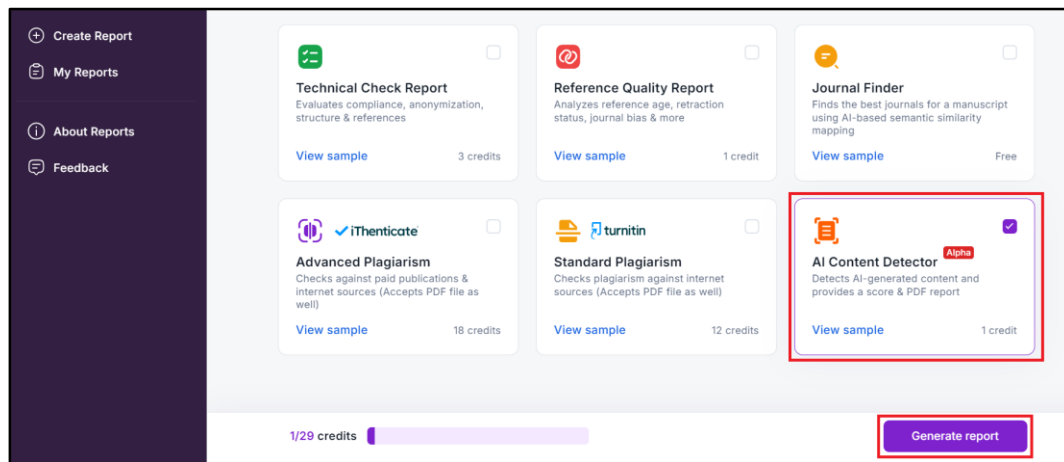 Create Report
My Reports
About Reports
Feedback
Technical Check Report
Evaluates compliance, anonymization,
structure & references
View sample
3 credits
Reference Quality Report
Analyzes reference age, retraction
status, journal bias & more
View sample
1 credit
Journal Finder
Finds the best journals for a manuscript
using AI-based semantic similarity
mapping
View sample
Free
iThenticate
Advanced Plagiarism
Checks against paid publications &
internet sources (Accepts PDF file as
well)
View sample
18 credits
turnitin
Standard Plagiarism
Checks plagiarism against internet
sources (Accepts PDF file as well)
View sample
12 credits
AI Content Detector
Alpha
Detects AI-generated content and
provides a score & PDF report
View sample
1 credit
1/29 credits
Generate report